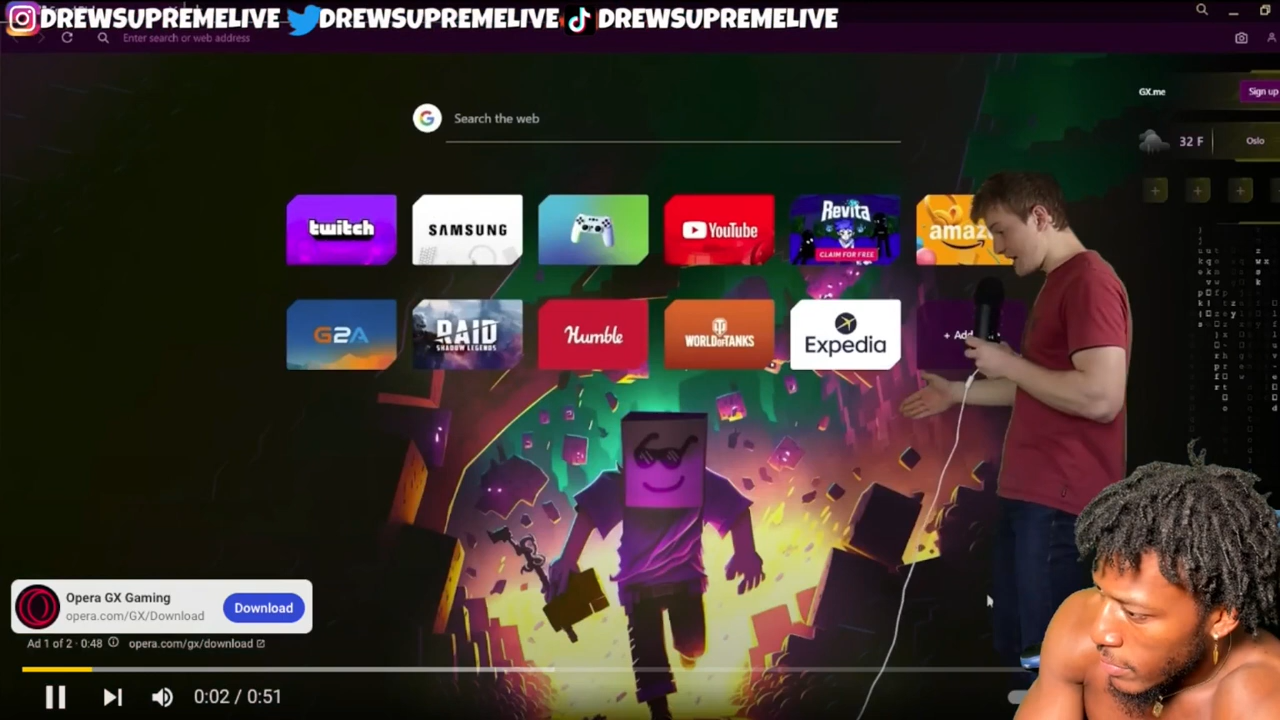 DREWSUPREMELIVE DREWSUPREMELIVE DREWSUPREMELIVE
Enter search or web address
GX.me
Sign up
Search the web
32 F
Oslo
twitch
SAMSUNG
YouTube
Revita
CLAIM FOR FREE
amaz
G2A
RAID
SHADOW LEGENDS
Humble
WORLD OF TANKS
Expedia
+ Add
Opera GX Gaming
opera.com/GX/Download
Download
Ad 1 of 2 · 0:48
opera.com/gx/download
0:02 / 0:51